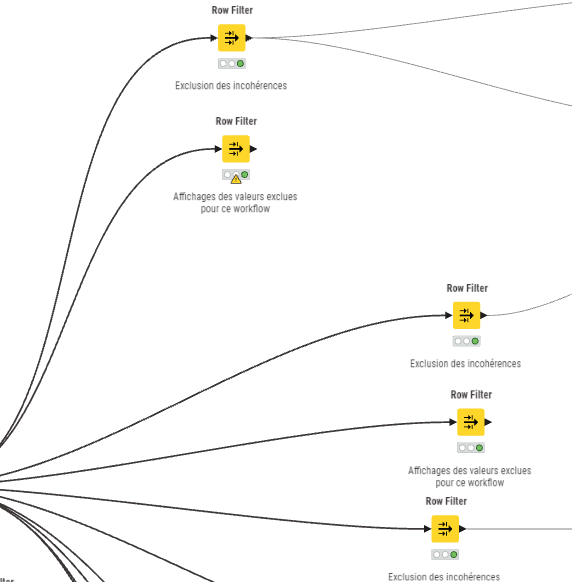 Row Filter
Exclusion des incohérences
Row Filter
Affichages des valeurs exclues
pour ce workflow
Row Filter
Exclusion des incohérences
Row Filter
Affichages des valeurs exclues
pour ce workflow
Row Filter
Exclusion des incohérences